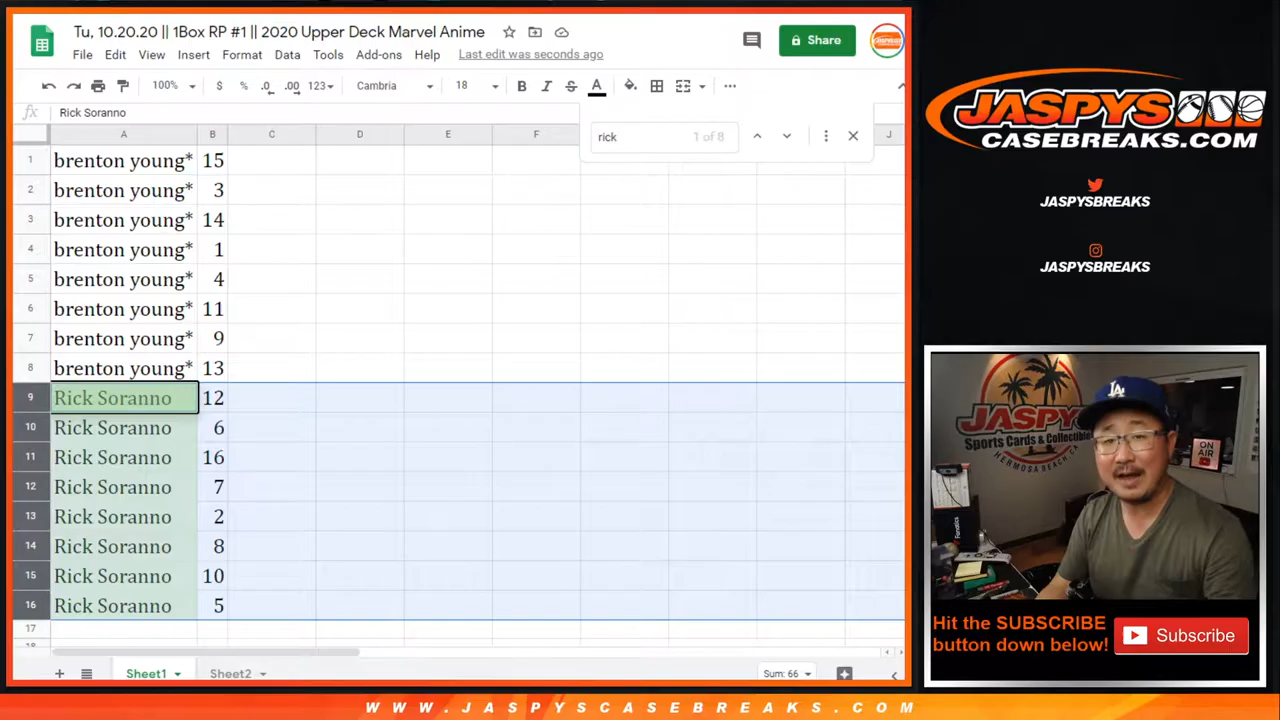 Tu, 10.20.20 || 1Box RP #1 || 2020 Upper Deck Marvel Anime
File Edit View Insert Format Data Tools Add-ons Help Last edit was seconds ago
Share
100% $ % .0 .00 123 Cambria 18 B I S A
fx Rick Soranno
rick 1 of 8
A B C D E F J
1 brenton young* 15
2 brenton young* 3
3 brenton young* 14
4 brenton young* 1
5 brenton young* 4
6 brenton young* 11
7 brenton young* 9
8 brenton young* 13
9 Rick Soranno 12
10 Rick Soranno 6
11 Rick Soranno 16
12 Rick Soranno 7
13 Rick Soranno 2
14 Rick Soranno 8
15 Rick Soranno 10
16 Rick Soranno 5
17
18
Sheet1 Sheet2 Sum: 66
JASPYS
CASEBREAKS.COM
JASPYSBREAKS
JASPYSBREAKS
JASPYS
Sports Cards & Collectible
HERMOSA BEACH CA
LA
ON
AIR
Fanatics
Hit the SUBSCRIBE
button down below!
Subscribe
WWW.JASPYSCASEBREAKS.COM